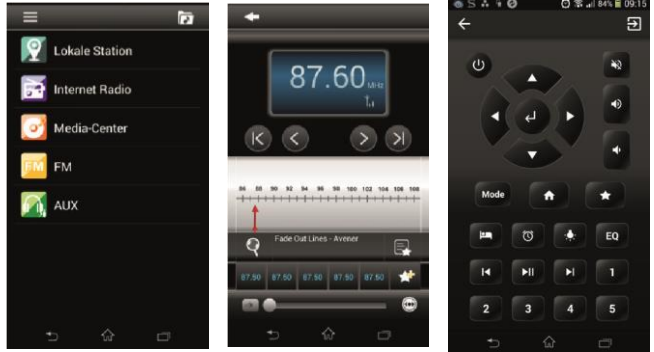 Lokale Station
Internet Radio
Media-Center
FM
FM
AUX
87.60 MHz
86 88 90 92 94 96 98 100 102 104 106 108
Fade Out Lines - Avener
87.50 87.50 87.50 87.50 87.50
84% 09:15
Mode
EQ
1
2 3 4 5